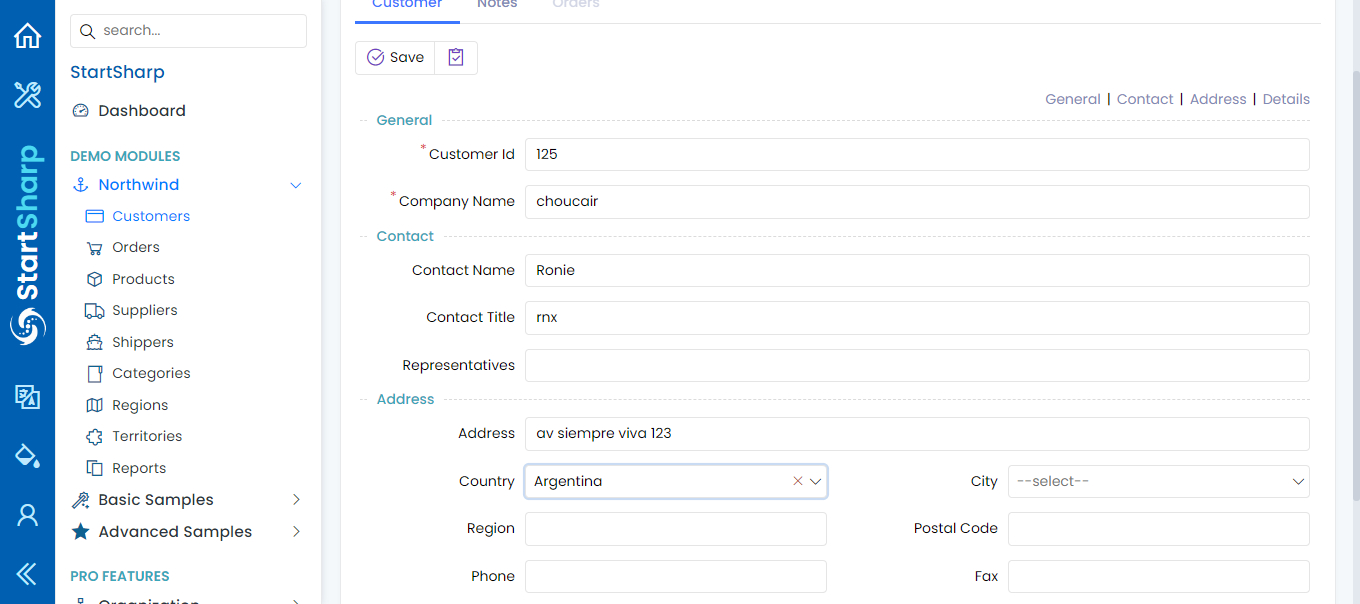 StartSharp
search...
StartSharp
Dashboard
DEMO MODULES
Northwind
Customers
Orders
Products
Suppliers
Shippers
Categories
Regions
Territories
Reports
Basic Samples
Advanced Samples
PRO FEATURES
Organization
Customer Notes Orders
Save
General | Contact | Address | Details
General
*Customer Id 125
*Company Name choucair
Contact
Contact Name Ronie
Contact Title rnx
Representatives
Address
Address av siempre viva 123
Country Argentina City --select--
Region Postal Code
Phone Fax